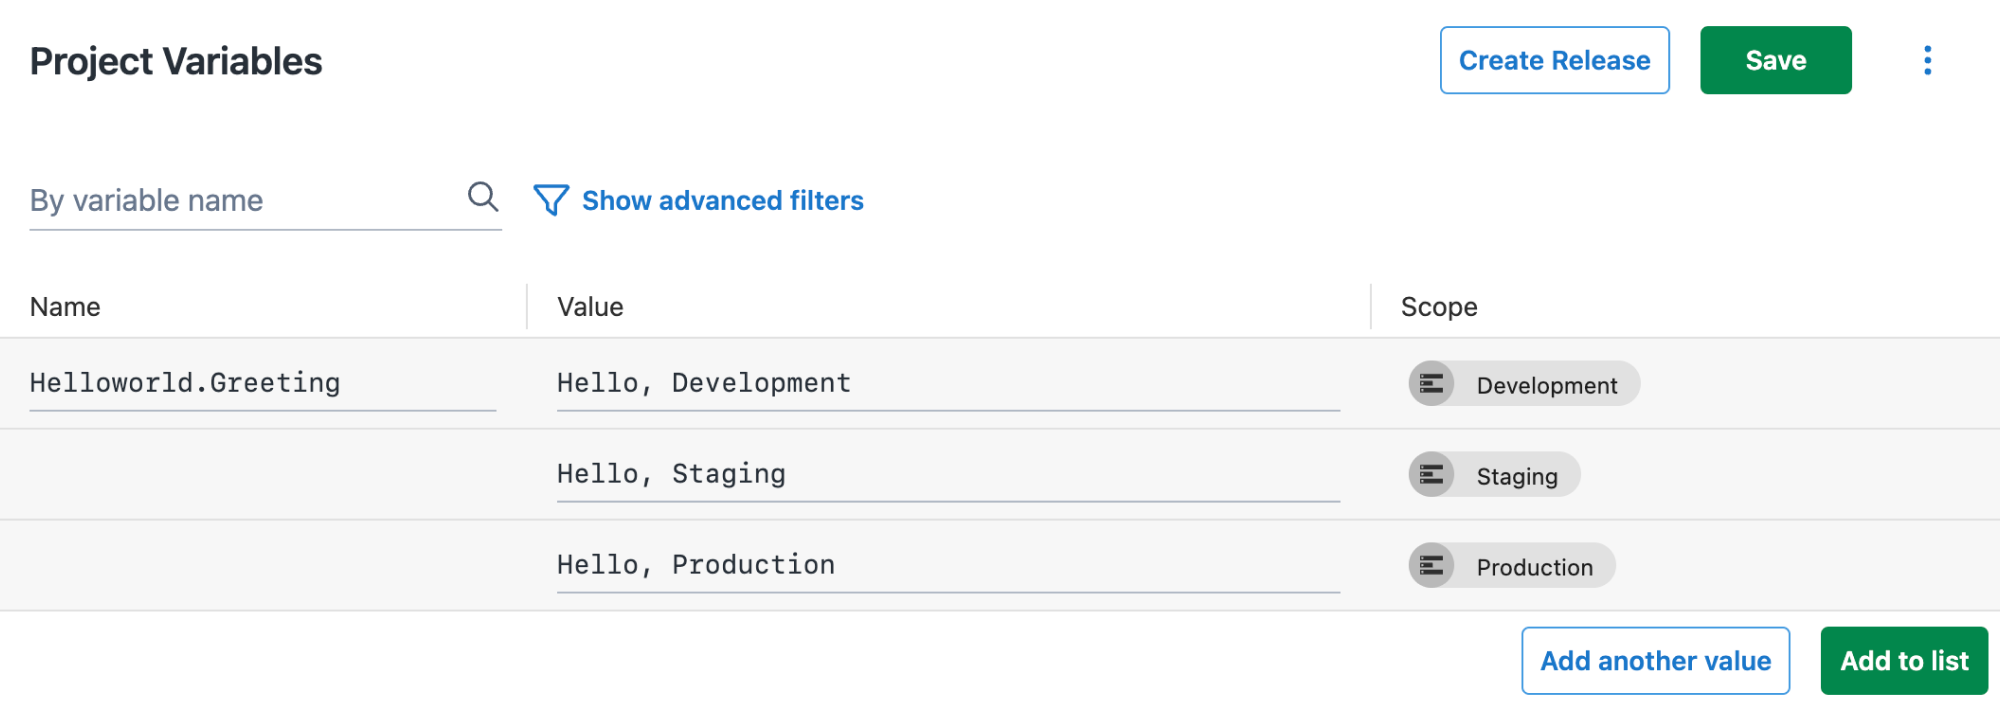 Project Variables
Create Release
Save
By variable name
Show advanced filters
Name
Value
Scope
Helloworld.Greeting
Hello, Development
Development
Hello, Staging
Staging
Hello, Production
Production
Add another value
Add to list